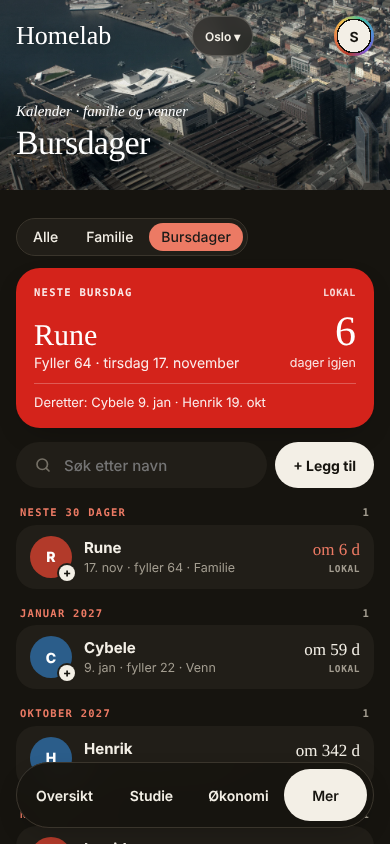 Homelab
Oslo ▾
S
Kalender · familie og venner
Bursdager
Alle
Familie
Bursdager
NESTE BURSDAG
LOKAL
Rune
6
Fyller 64 · tirsdag 17. november
dager igjen
Deretter: Cybele 9. jan · Henrik 19. okt
Søk etter navn
+ Legg til
NESTE 30 DAGER
1
R
Rune
om 6 d
17. nov · fyller 64 · Familie
LOKAL
JANUAR 2027
1
C
Cybele
om 59 d
9. jan · fyller 22 · Venn
LOKAL
OKTOBER 2027
1
H
Henrik
om 342 d
Oversikt
Studie
Økonomi
Mer